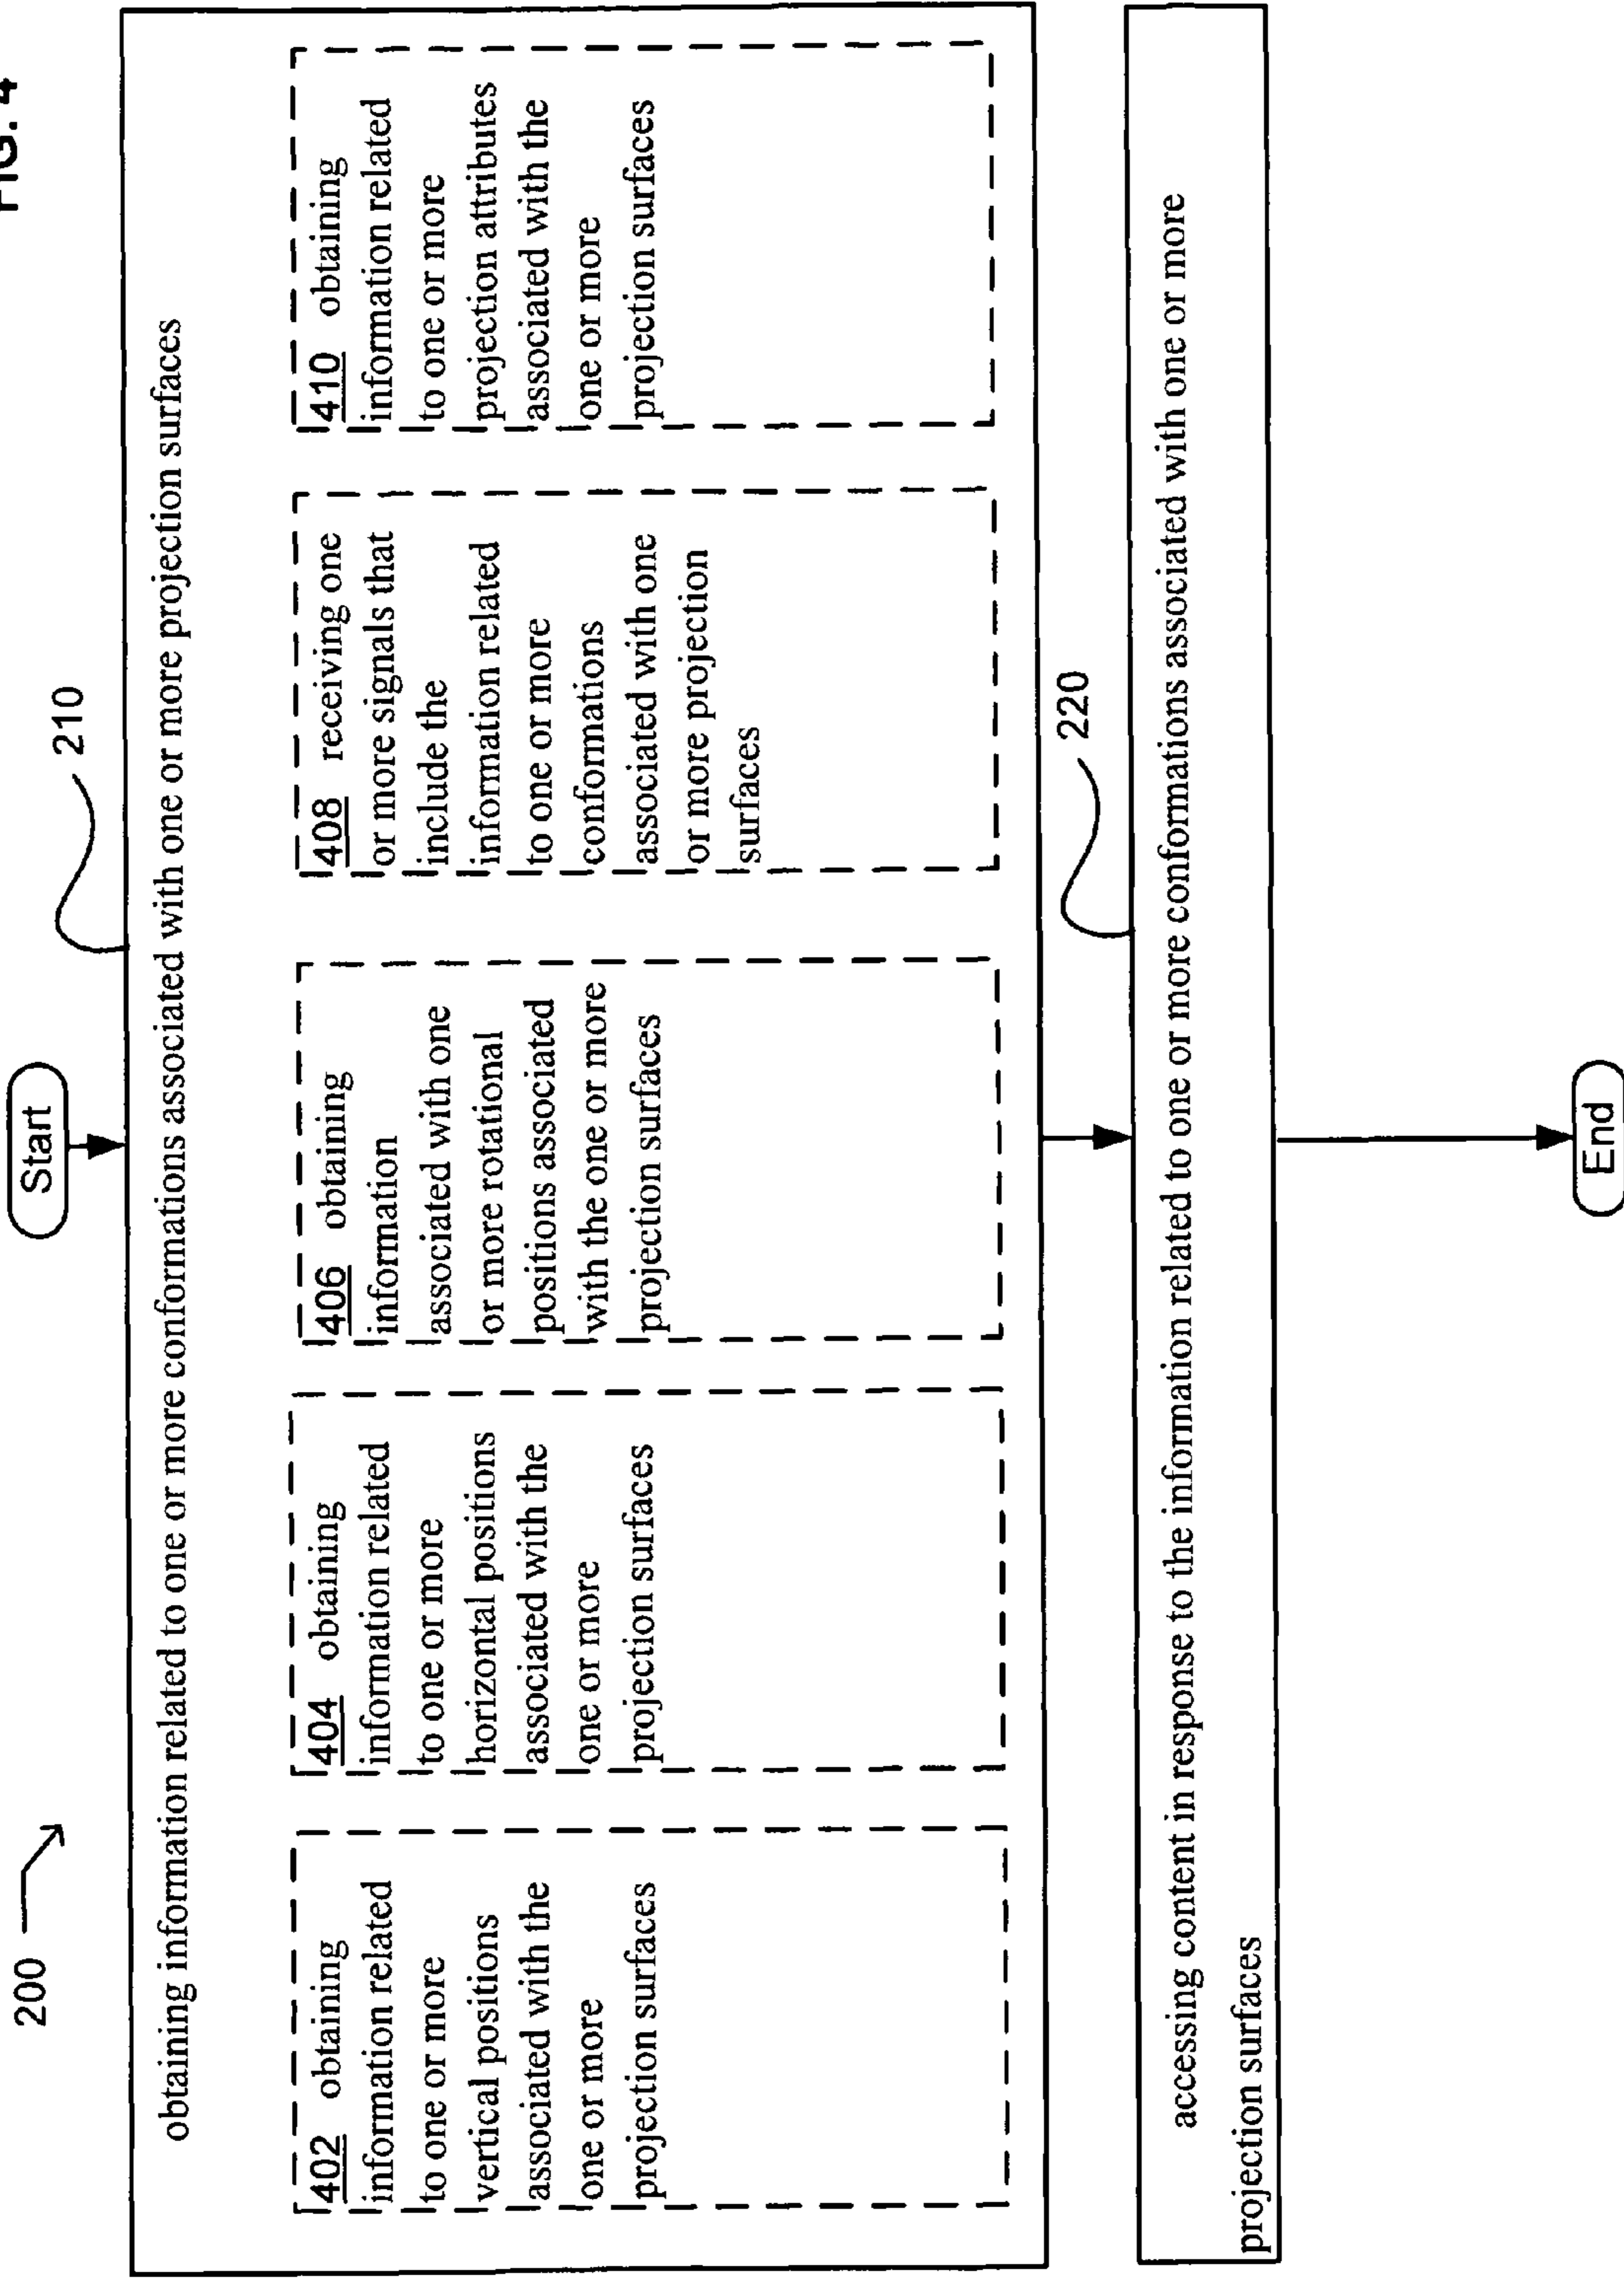 FIG. 4
200
Start
210
obtaining information related to one or more conformations associated with one or more projection surfaces
402 obtaining
information related
to one or more
vertical positions
associated with the
one or more
projection surfaces
404 obtaining
information related
to one or more
horizontal positions
associated with the
one or more
projection surfaces
406 obtaining
information
associated with one
or more rotational
positions associated
with the one or more
projection surfaces
408 receiving one
or more signals that
include the
information related
to one or more
conformations
associated with one
or more projection
surfaces
410 obtaining
information related
to one or more
projection attributes
associated with the
one or more
projection surfaces
220
accessing content in response to the information related to one or more conformations associated with one or more
projection surfaces
End